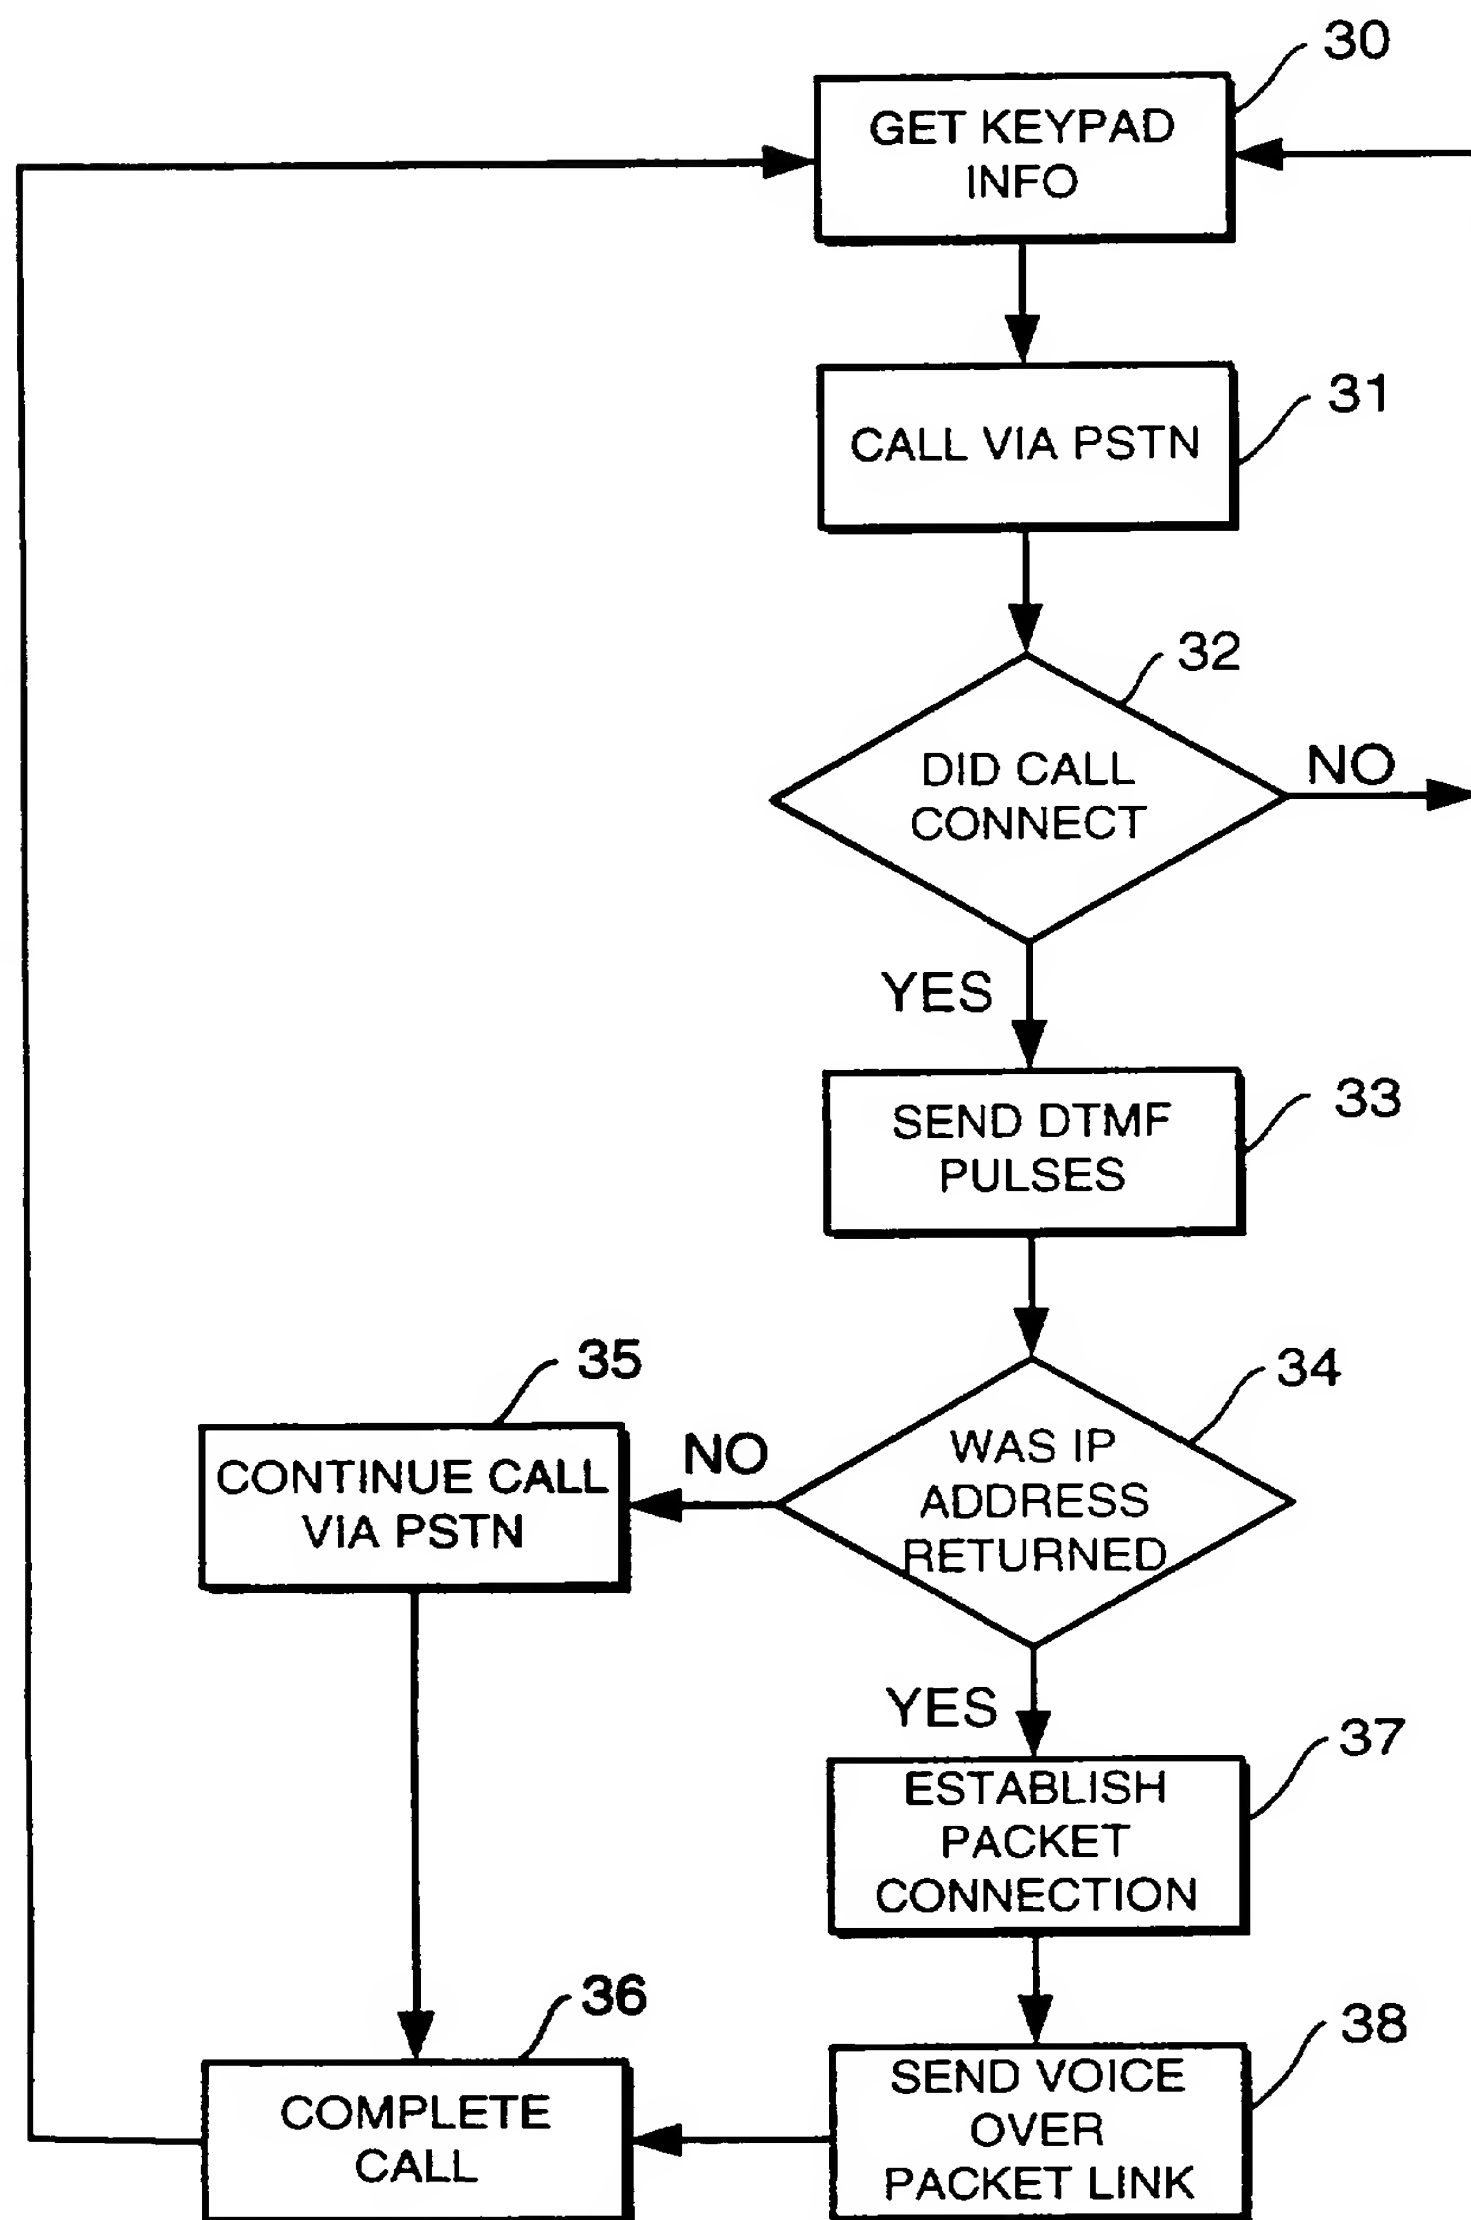 30
GET KEYPAD
INFO
31
CALL VIA PSTN
32
DID CALL
CONNECT
NO
YES
33
SEND DTMF
PULSES
34
WAS IP
ADDRESS
RETURNED
NO
35
CONTINUE CALL
VIA PSTN
YES
37
ESTABLISH
PACKET
CONNECTION
36
COMPLETE
CALL
38
SEND VOICE
OVER
PACKET LINK